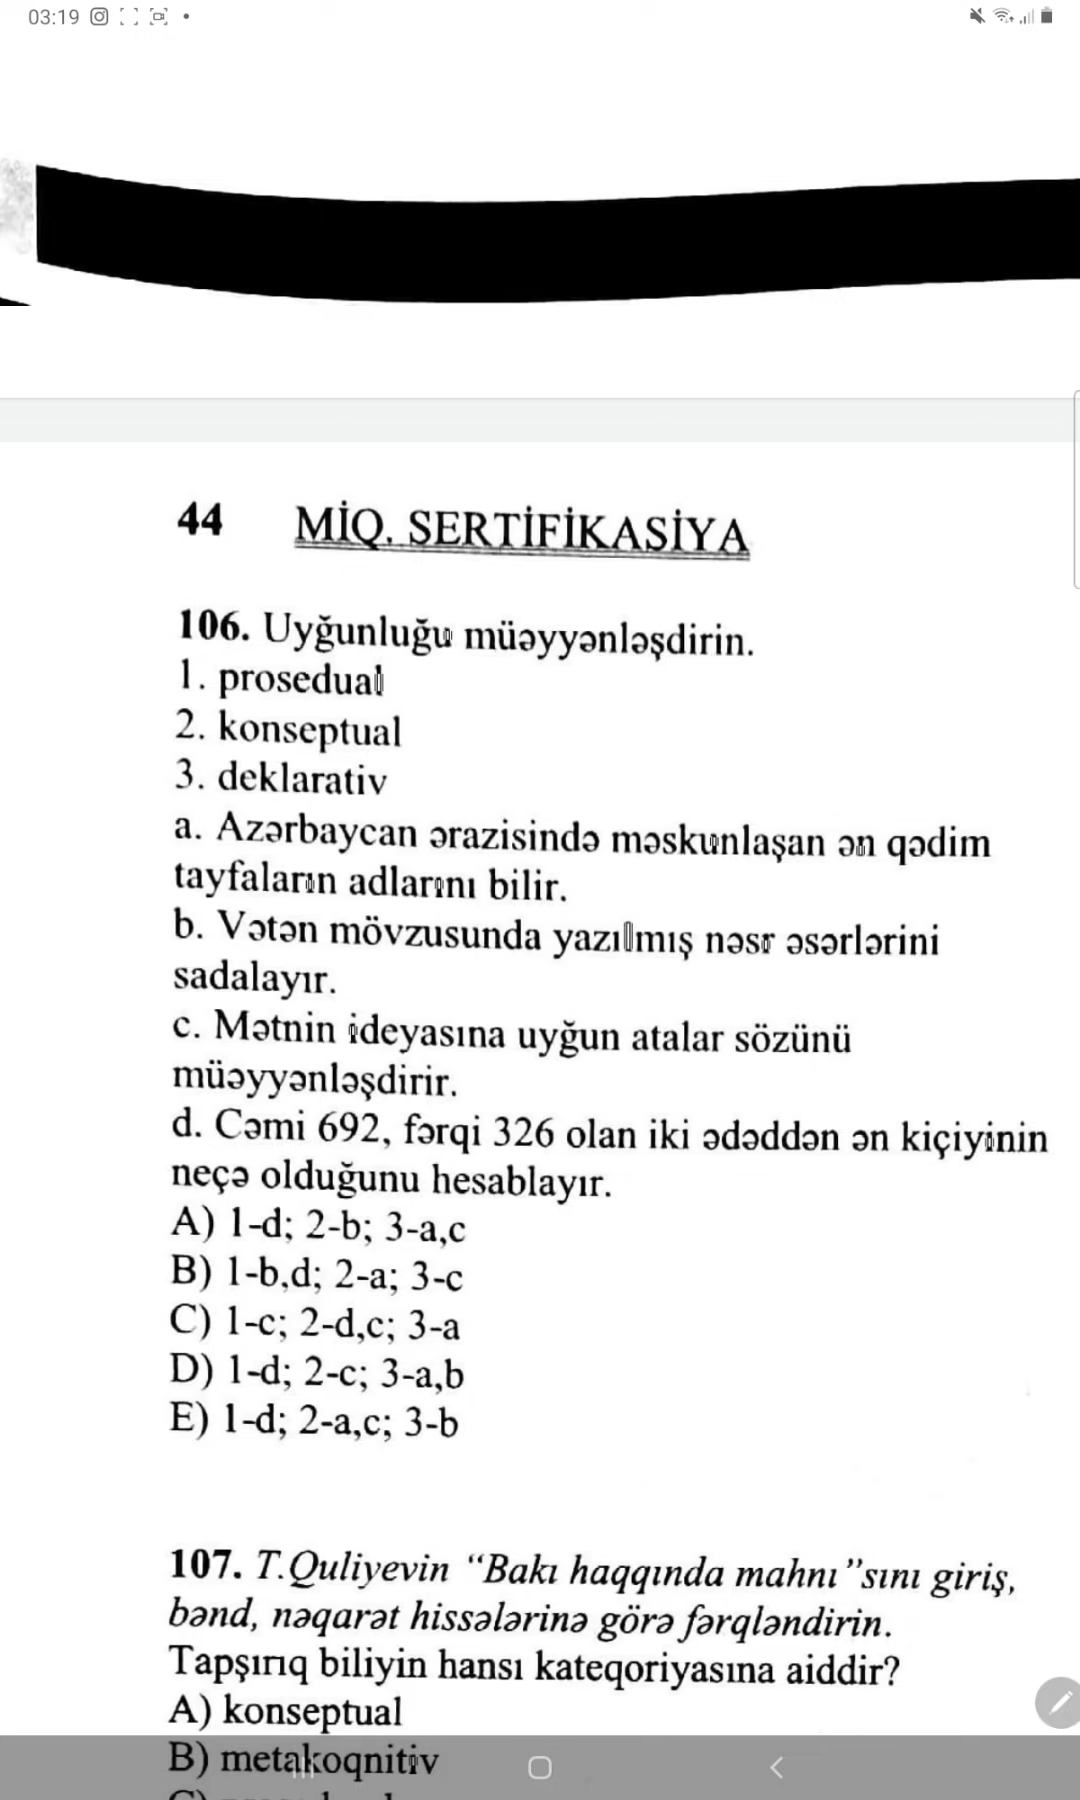 03:19
44 MİQ. SERTİFİKASİYA
106. Uyğunluğu müəyyənləşdirin.
1. prosedual
2. konseptual
3. deklarativ
a. Azərbaycan ərazisində məskunlaşan ən qədim
tayfaların adlarını bilir.
b. Vətən mövzusunda yazılmış nəsr əsərlərini
sadalayır.
c. Mətnin ideyasına uyğun atalar sözünü
müəyyənləşdirir.
d. Cəmi 692, fərqi 326 olan iki ədəddən ən kiçiyinin
neçə olduğunu hesablayır.
A) 1-d; 2-b; 3-a,c
B) 1-b,d; 2-a; 3-c
C) 1-c; 2-d,c; 3-a
D) 1-d; 2-c; 3-a,b
E) 1-d; 2-a,c; 3-b
107. T.Quliyevin “Bakı haqqında mahnı”sını giriş,
bənd, nəqarət hissələrinə görə fərqləndirin.
Tapşırıq biliyin hansı kateqoriyasına aiddir?
A) konseptual
B) metakoqnitiv